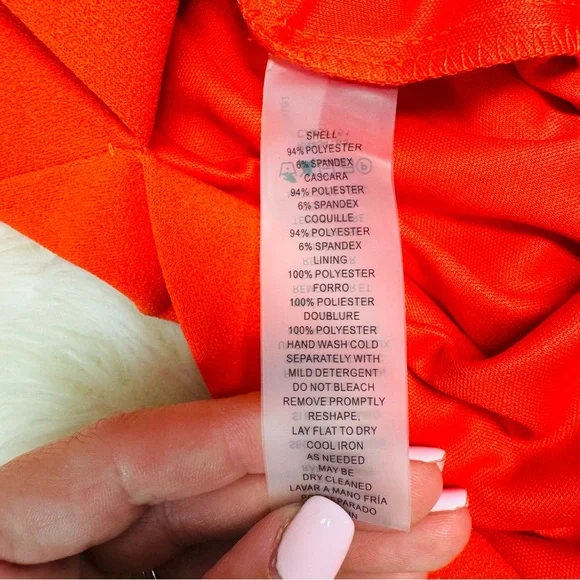 SHELL
94% POLYESTER
6% SPANDEX
CASCARA
94% POLIESTER
6% SPANDEX
COQUILLE
94% POLYESTER
6% SPANDEX
LINING
100% POLYESTER
FORRO
100% POLIESTER
DOUBLURE
100% POLYESTER
HAND WASH COLD
SEPARATELY WITH
MILD DETERGENT
DO NOT BLEACH
REMOVE PROMPTLY
RESHAPE,
LAY FLAT TO DRY
COOL IRON
AS NEEDED
MAY BE
DRY CLEANED
LAVAR A MANO FRÍA